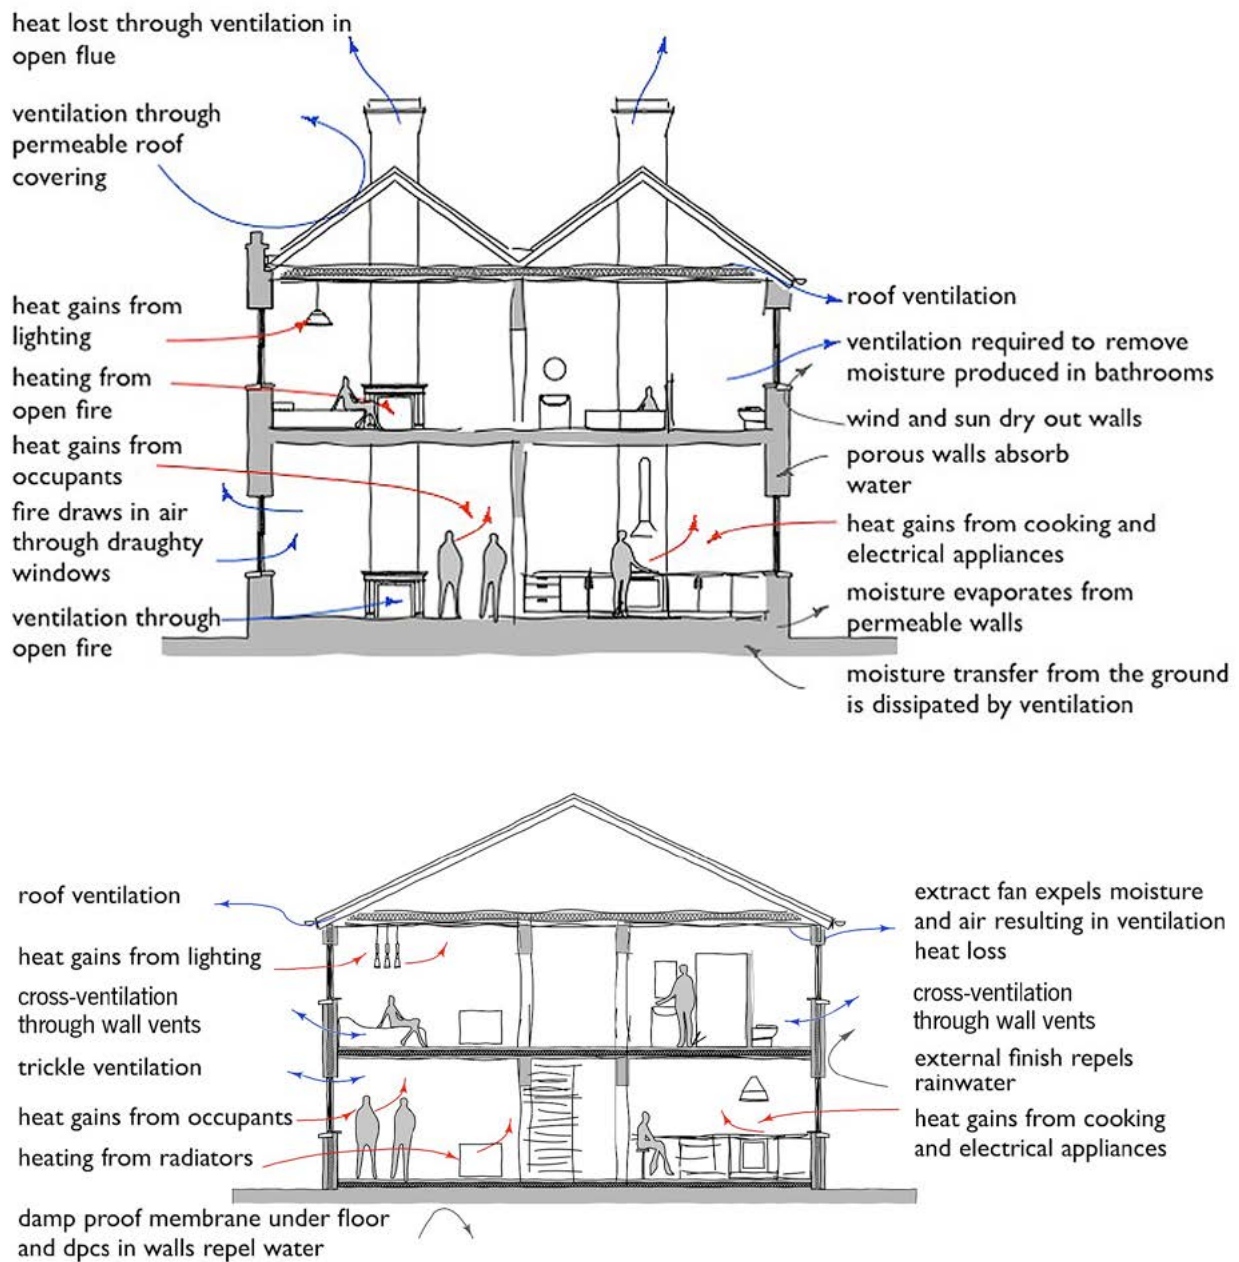 heat lost through ventilation in
open flue
ventilation through
permeable roof
covering
heat gains from
lighting
heating from
open fire
heat gains from
occupants
fire draws in air
through draughty
windows
ventilation through
open fire
roof ventilation
ventilation required to remove
moisture produced in bathrooms
wind and sun dry out walls
porous walls absorb
water
heat gains from cooking and
electrical appliances
moisture evaporates from
permeable walls
moisture transfer from the ground
is dissipated by ventilation
roof ventilation
heat gains from lighting
cross-ventilation
through wall vents
trickle ventilation
heat gains from occupants
heating from radiators
damp proof membrane under floor
and dpcs in walls repel water
extract fan expels moisture
and air resulting in ventilation
heat loss
cross-ventilation
through wall vents
external finish repels
rainwater
heat gains from cooking
and electrical appliances